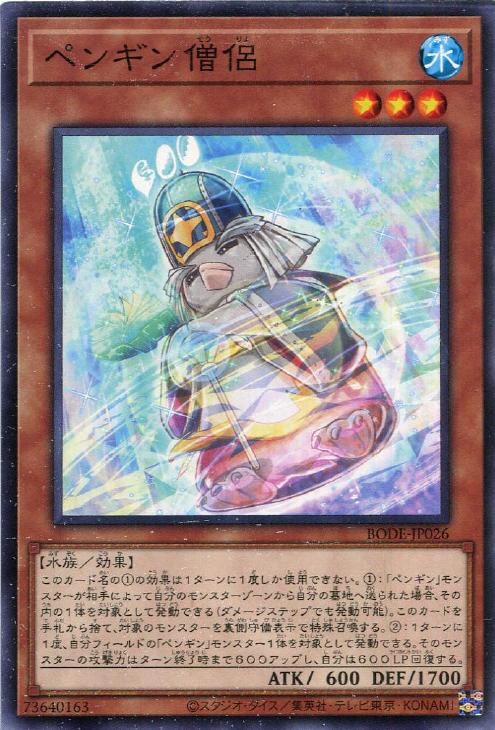 ペンギン僧侶
水
600
BODE-JP026
【水族/効果】
このカード名の①の効果は1ターンに1度しか使用できない。①:「ペンギン」モン
スターが相手によって自分のモンスターゾーンから自分の墓地へ送られた場合、その
内の1体を対象として発動できる(ダメージステップでも発動可能)。このカードを
手札から捨て、対象のモンスターを裏側守備表示で特殊召喚する。②:1ターンに
1度、自分フィールドの「ペンギン」モンスター1体を対象として発動できる。そのモ
ンスターの攻撃力はターン終了時まで600アップし、自分は600LP回復する。
ATK/ 600 DEF/1700
73640163
©スタジオ・ダイス/集英社・テレビ東京・KONAMI